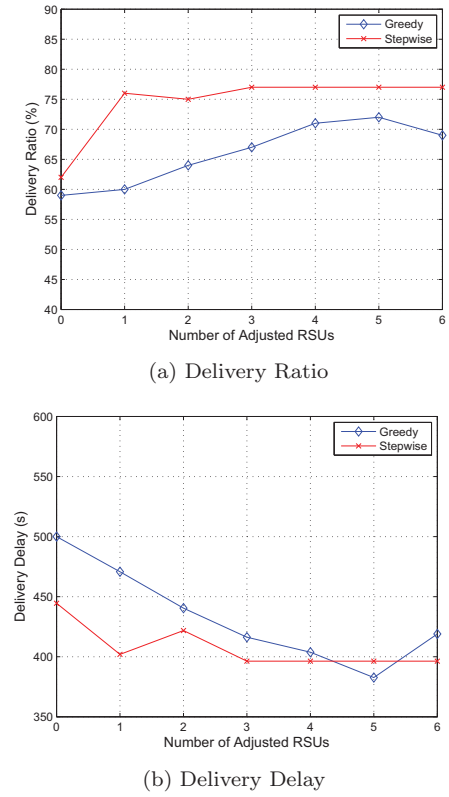 90
85
80
75
70
65
60
55
50
45
40
Delivery Ratio (%)
Greedy
Stepwise
0 1 2 3 4 5 6
Number of Adjusted RSUs
(a) Delivery Ratio
600
550
500
450
400
350
Delivery Delay (s)
Greedy
Stepwise
0 1 2 3 4 5 6
Number of Adjusted RSUs
(b) Delivery Delay